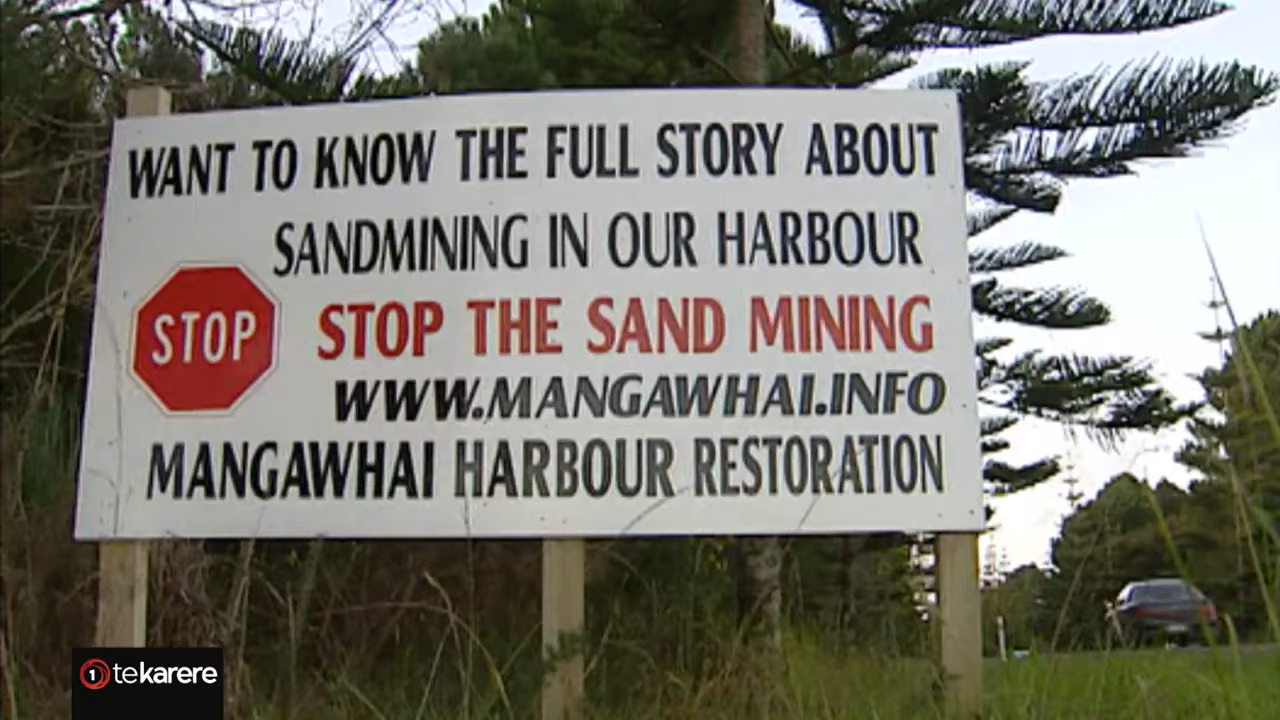 WANT TO KNOW THE FULL STORY ABOUT
SANDMINING IN OUR HARBOUR
STOP
STOP THE SAND MINING
WWW.MANGAWHAI.INFO
MANGAWHAI HARBOUR RESTORATION
1 tekarere